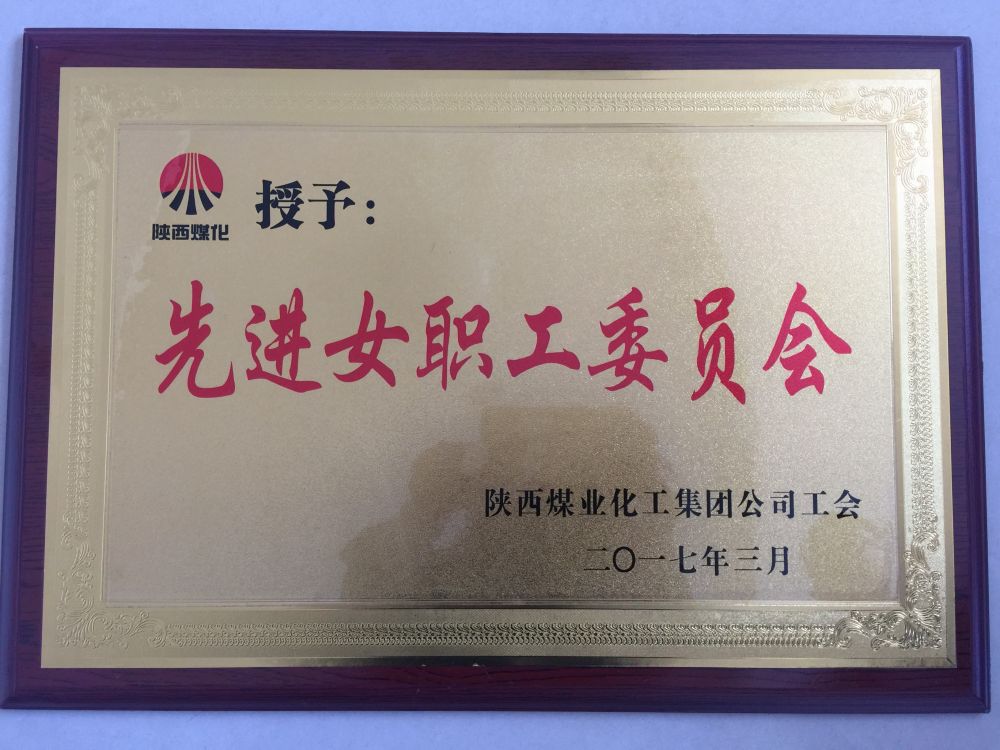 陕西煤化
授予：
先进女职工委员会
陕西煤业化工集团公司工会
二〇一七年三月